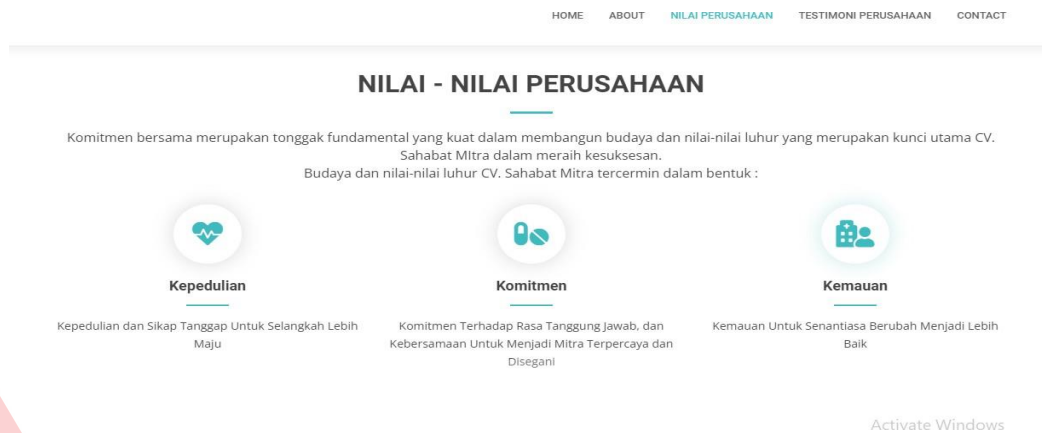 HOME ABOUT NILAI PERUSAHAAN TESTIMONI PERUSAHAAN CONTACT
NILAI - NILAI PERUSAHAAN
Komitmen bersama merupakan tonggak fundamental yang kuat dalam membangun budaya dan nilai-nilai luhur yang merupakan kunci utama CV.
Sahabat MItra dalam meraih kesuksesan.
Budaya dan nilai-nilai luhur CV. Sahabat Mitra tercermin dalam bentuk :
Kepedulian
Kepedulian dan Sikap Tanggap Untuk Selangkah Lebih
Maju
Komitmen
Komitmen Terhadap Rasa Tanggung Jawab, dan
Kebersamaan Untuk Menjadi Mitra Terpercaya dan
Disegani
Kemauan
Kemauan Untuk Senantiasa Berubah Menjadi Lebih
Baik
Activate Windows